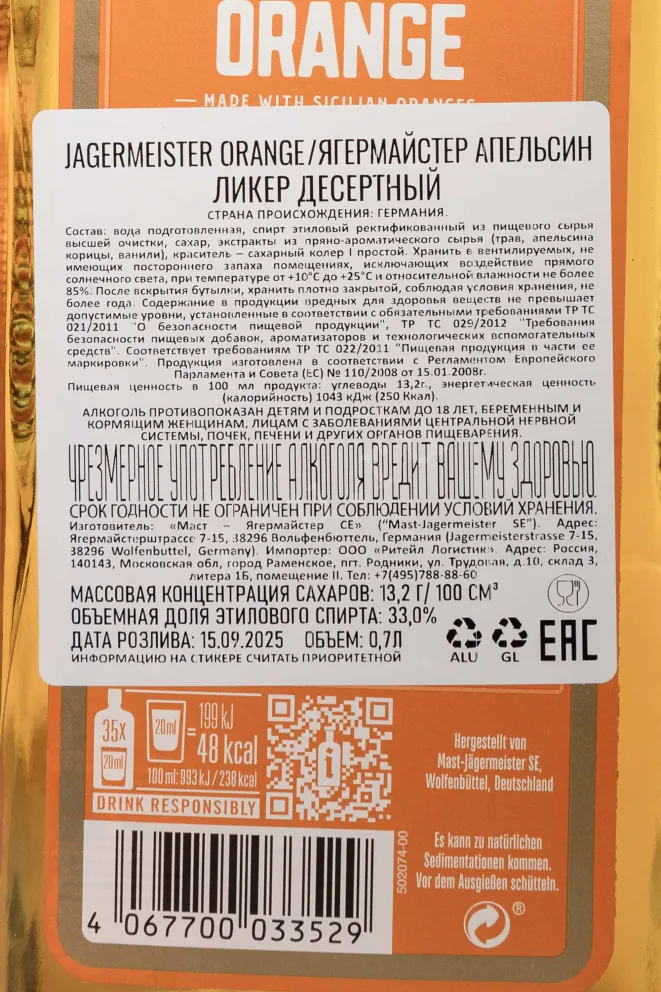 ORANGE
— MADE WITH SICILIAN ORANGES
JAGERMEISTER ORANGE/ЯГЕРМАЙСТЕР АПЕЛЬСИН
ЛИКЕР ДЕСЕРТНЫЙ
СТРАНА ПРОИСХОЖДЕНИЯ: ГЕРМАНИЯ.
Состав: вода подготовленная, спирт этиловый ректификованный из пищевого сырья
высшей очистки, сахар, экстракты из пряно-ароматического сырья (трав, апельсина
корицы, ванили), краситель – сахарный колер I простой. Хранить в вентилируемых, не
имеющих постороннего запаха помещениях, исключающих воздействие прямого
солнечного света, при температуре от +10°С до +25°С и относительной влажности не более
85%. После вскрытия бутылки, хранить плотно закрытой, соблюдая условия хранения, не
более года. Содержание в продукции вредных для здоровья веществ не превышает
допустимые уровни, установленные в соответствии с обязательными требованиями ТР ТС
021/2011 "О безопасности пищевой продукции", ТР ТС 029/2012 "Требования
безопасности пищевых добавок, ароматизаторов и технологических вспомогательных
средств". Соответствует требованиям ТР ТС 022/2011 "Пищевая продукция в части ее
маркировки". Продукция изготовлена в соответствии с Регламентом Европейского
Парламента и Совета (ЕС) № 110/2008 от 15.01.2008г.
Пищевая ценность в 100 мл продукта: углеводы 13,2г., энергетическая ценность
(калорийность) 1043 кДж (250 Ккал).
АЛКОГОЛЬ ПРОТИВОПОКАЗАН ДЕТЯМ И ПОДРОСТКАМ ДО 18 ЛЕТ, БЕРЕМЕННЫМ И
КОРМЯЩИМ ЖЕНЩИНАМ, ЛИЦАМ С ЗАБОЛЕВАНИЯМИ ЦЕНТРАЛЬНОЙ НЕРВНОЙ
СИСТЕМЫ, ПОЧЕК, ПЕЧЕНИ И ДРУГИХ ОРГАНОВ ПИЩЕВАРЕНИЯ.
ЧРЕЗМЕРНОЕ УПОТРЕБЛЕНИЕ АЛКОГОЛЯ ВРЕДИТ ВАШЕМУ ЗДОРОВЬЮ.
СРОК ГОДНОСТИ НЕ ОГРАНИЧЕН ПРИ СОБЛЮДЕНИИ УСЛОВИЙ ХРАНЕНИЯ.
Изготовитель: «Маст – Ягермайстер СЕ» ("Mast-Jagermeister SE"). Адрес:
Ягермайстерштрассе 7-15, 38296 Вольфенбюттель, Германия (Jagermeisterstrasse 7-15,
38296 Wolfenbuttel, Germany). Импортер: ООО «Ритейл Логистик». Адрес: Россия,
140143, Московская обл, город Раменское, пгт. Родники, ул. Трудовая, д.10, склад 3,
литера 1Б, помещение II. Тел: +7(495)788-88-60
МАССОВАЯ КОНЦЕНТРАЦИЯ САХАРОВ: 13,2 Г/ 100 СМ³
ОБЪЕМНАЯ ДОЛЯ ЭТИЛОВОГО СПИРТА: 33,0%
ДАТА РОЗЛИВА: 15.09.2025 ОБЪЕМ: 0,7Л
ИНФОРМАЦИЮ НА СТИКЕРЕ СЧИТАТЬ ПРИОРИТЕТНОЙ
ALU GL EAC
35X
20ml
20ml = 199 kJ
48 kcal
100 ml: 993 kJ / 238 kcal
DRINK RESPONSIBLY
Hergestellt von
Mast-Jägermeister SE,
Wolfenbüttel, Deutschland
Es kann zu natürlichen
Sedimentationen kommen.
Vor dem Ausgießen schütteln.
502074-00
4 067700 033529
®